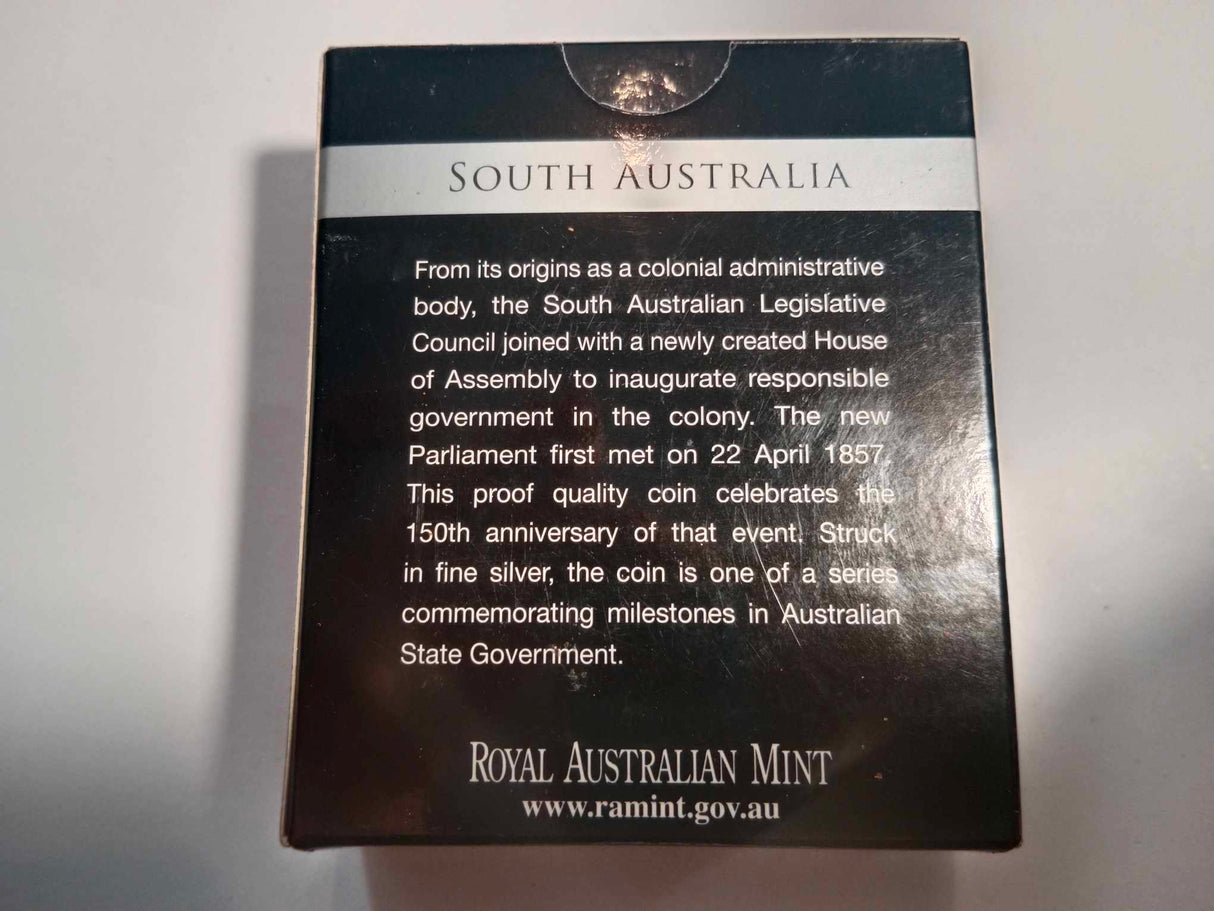 SOUTH AUSTRALIA
From its origins as a colonial administrative
body, the South Australian Legislative
Council joined with a newly created House
of Assembly to inaugurate responsible
government in the colony. The new
Parliament first met on 22 April 1857.
This proof quality coin celebrates the
150th anniversary of that event. Struck
in fine silver, the coin is one of a series
commemorating milestones in Australian
State Government.
ROYAL AUSTRALIAN MINT
www.ramint.gov.au